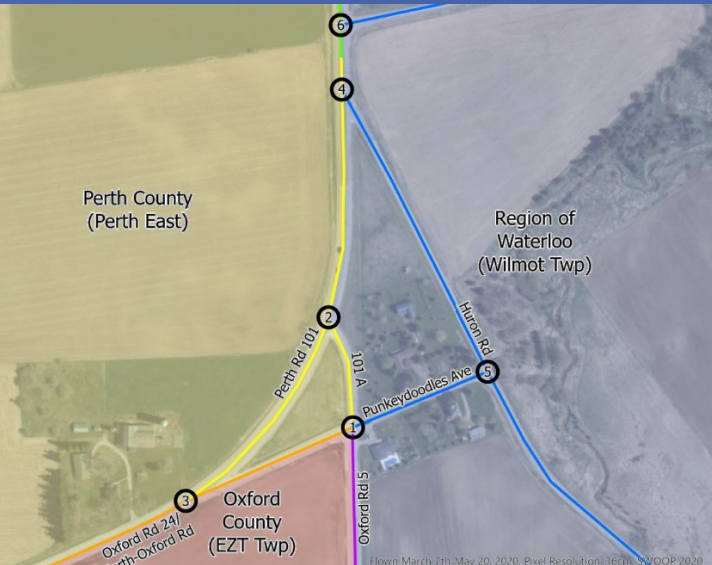 6
4
Perth County
(Perth East)
Region of
Waterloo
(Wilmot Twp)
2
Huron Rd
Perth Rd 101
101 A
Punkeydoodles Ave
5
1
3
Oxford
County
(EZT Twp)
Oxford Rd 5
Oxford Rd 24/
rth-Oxford Rd
Flown March 7th-May 20, 2020, Pixel Resolution: 16cm, SWOOP 2020